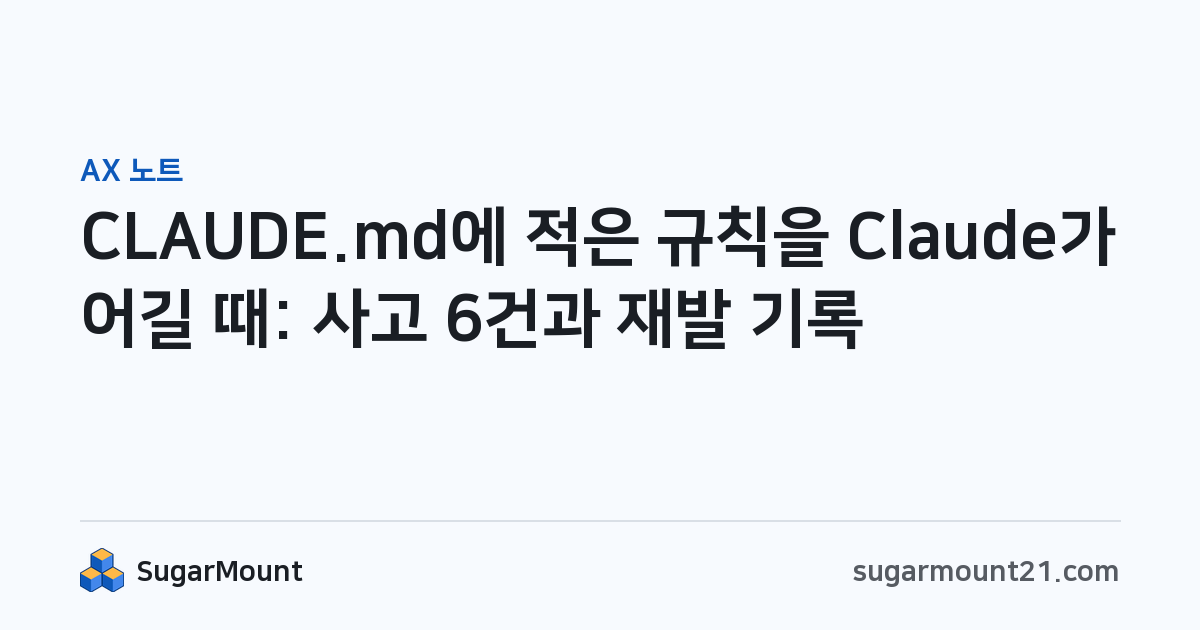 AX 노트
CLAUDE.md에 적은 규칙을 Claude가
어길 때: 사고 6건과 재발 기록
SugarMount
sugarmount21.com